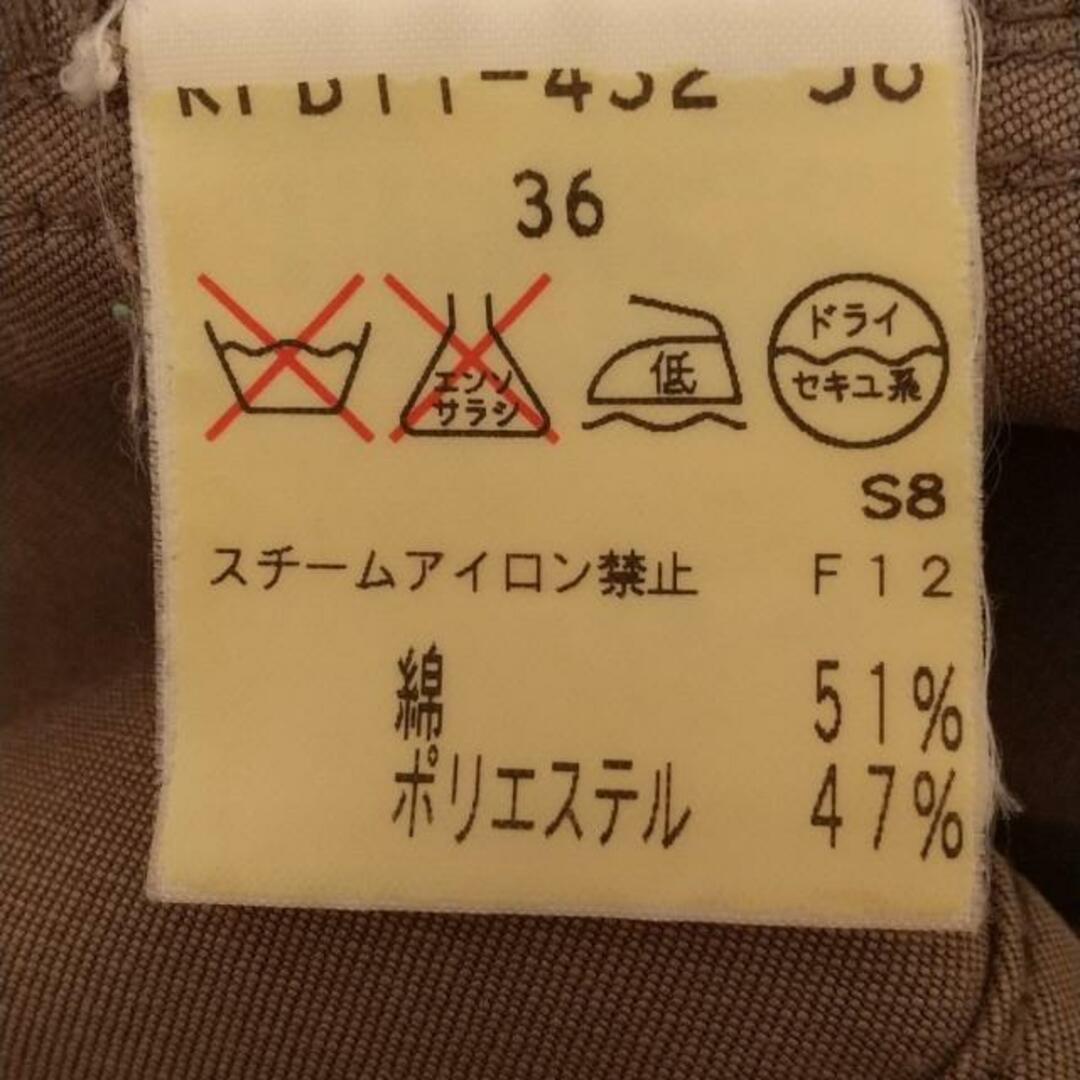 36
エンソ
サラシ
低
ドライ
セキユ系
S8
スチームアイロン禁止 F12
綿 51%
ポリエステル 47%